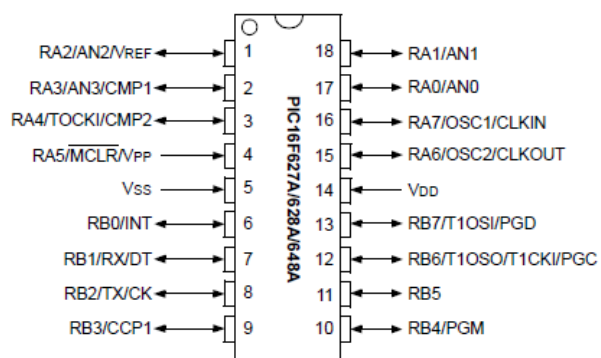 RA2/AN2/VREF 1 18 RA1/AN1
RA3/AN3/CMP1 2 17 RA0/AN0
RA4/TOCKI/CMP2 3 16 RA7/OSC1/CLKIN
RA5/MCLR/VPP 4 15 RA6/OSC2/CLKOUT
VSS 5 14 VDD
RB0/INT 6 13 RB7/T1OSI/PGD
RB1/RX/DT 7 12 RB6/T1OSO/T1CKI/PGC
RB2/TX/CK 8 11 RB5
RB3/CCP1 9 10 RB4/PGM
PIC16F627A/628A/648A